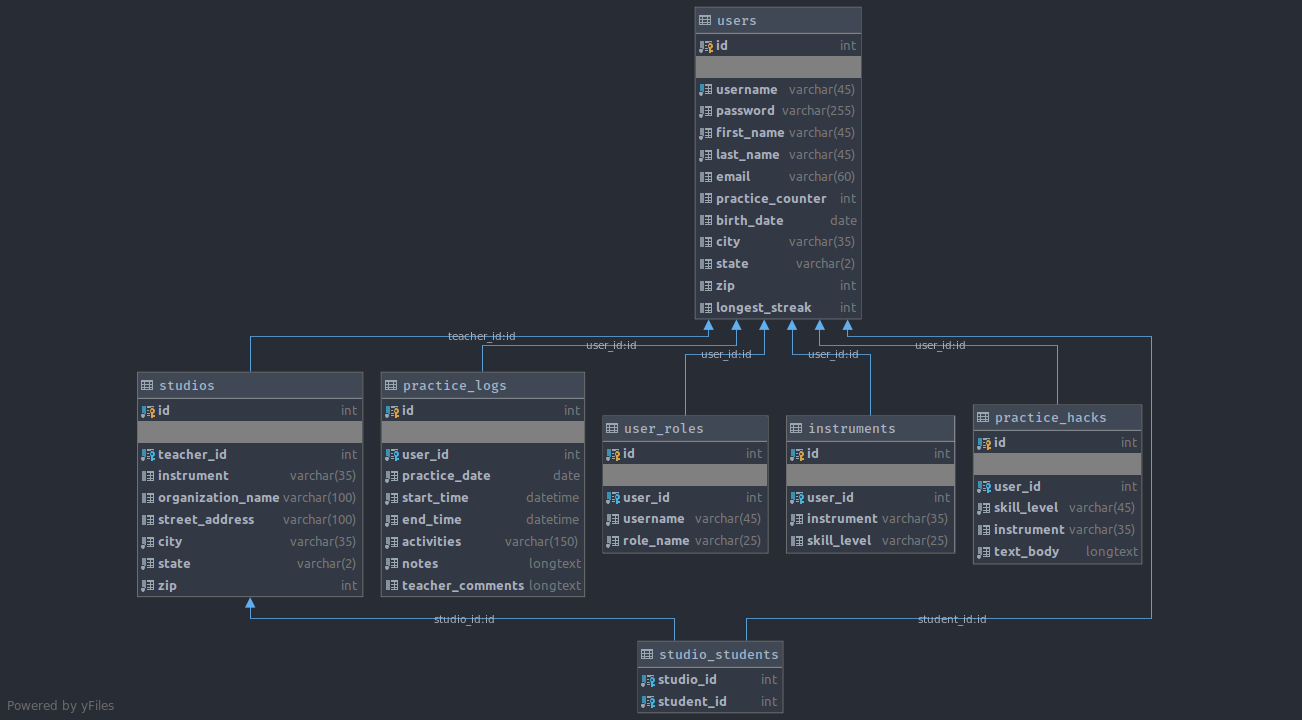 users
id int
username varchar(45)
password varchar(255)
first_name varchar(45)
last_name varchar(45)
email varchar(60)
practice_counter int
birth_date date
city varchar(35)
state varchar(2)
zip int
longest_streak int
teacher_id:id
user_id:id
user_id:id
user_id:id
user_id:id
studios
id int
teacher_id int
instrument varchar(35)
organization_name varchar(100)
street_address varchar(100)
city varchar(35)
state varchar(2)
zip int
practice_logs
id int
user_id int
practice_date date
start_time datetime
end_time datetime
activities varchar(150)
notes longtext
teacher_comments longtext
user_roles
id int
user_id int
username varchar(45)
role_name varchar(25)
instruments
id int
user_id int
instrument varchar(35)
skill_level varchar(25)
practice_hacks
id int
user_id int
skill_level varchar(45)
instrument varchar(35)
text_body longtext
studio_id:id
student_id:id
studio_students
studio_id int
student_id int
Powered by yFiles